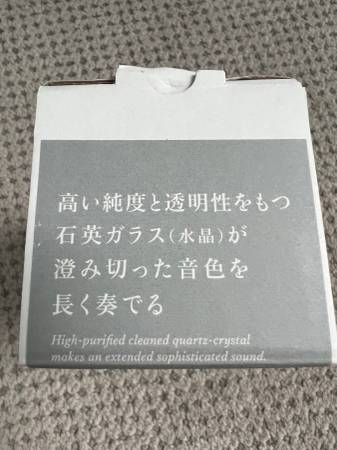 高い純度と透明性をもつ
石英ガラス(水晶)が
澄み切った音色を
長く奏でる
High-purified cleaned quartz-crystal
makes an extended sophisticated sound.